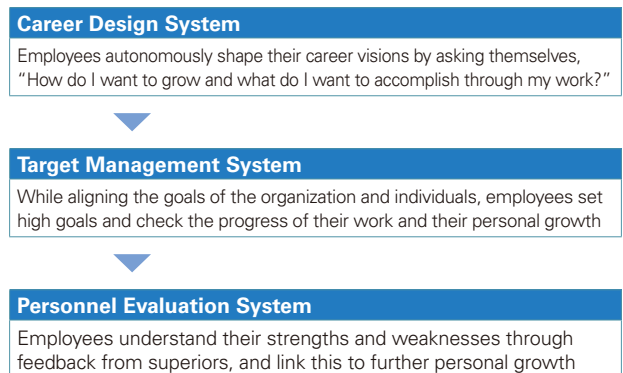 Career Design System
Employees autonomously shape their career visions by asking themselves,
“How do I want to grow and what do I want to accomplish through my work?”
Target Management System
While aligning the goals of the organization and individuals, employees set
high goals and check the progress of their work and their personal growth
Personnel Evaluation System
Employees understand their strengths and weaknesses through
feedback from superiors, and link this to further personal growth